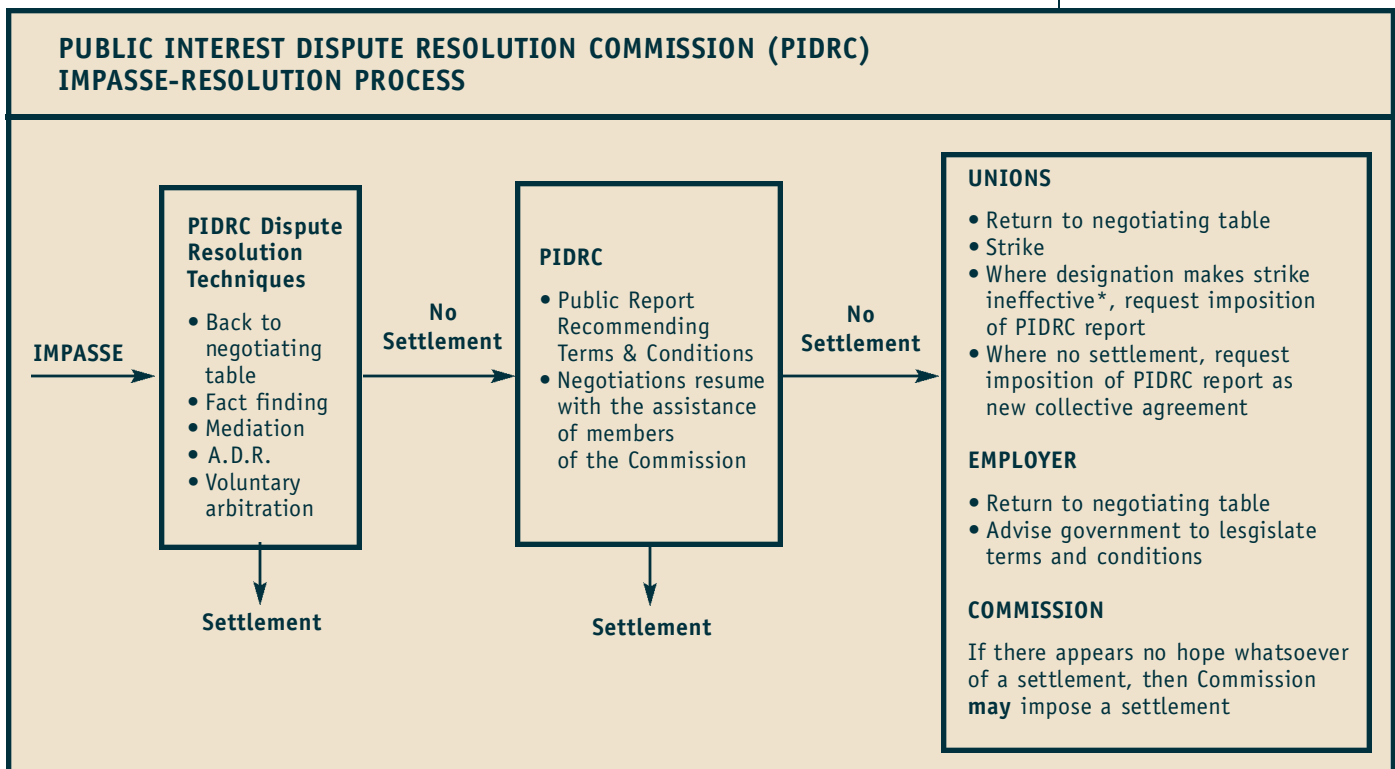 PUBLIC INTEREST DISPUTE RESOLUTION COMMISSION (PIDRC)
IMPASSE-RESOLUTION PROCESS
IMPASSE
PIDRC Dispute
Resolution
Techniques
• Back to
negotiating
table
• Fact finding
• Mediation
• A.D.R.
• Voluntary
arbitration
Settlement
No
Settlement
PIDRC
• Public Report
Recommending
Terms & Conditions
• Negotiations resume
with the assistance
of members
of the Commission
Settlement
No
Settlement
UNIONS
• Return to negotiating table
• Strike
• Where designation makes strike
ineffective*, request imposition
of PIDRC report
• Where no settlement, request
imposition of PIDRC report as
new collective agreement
EMPLOYER
• Return to negotiating table
• Advise government to lesgislate
terms and conditions
COMMISSION
If there appears no hope whatsoever
of a settlement, then Commission
may impose a settlement